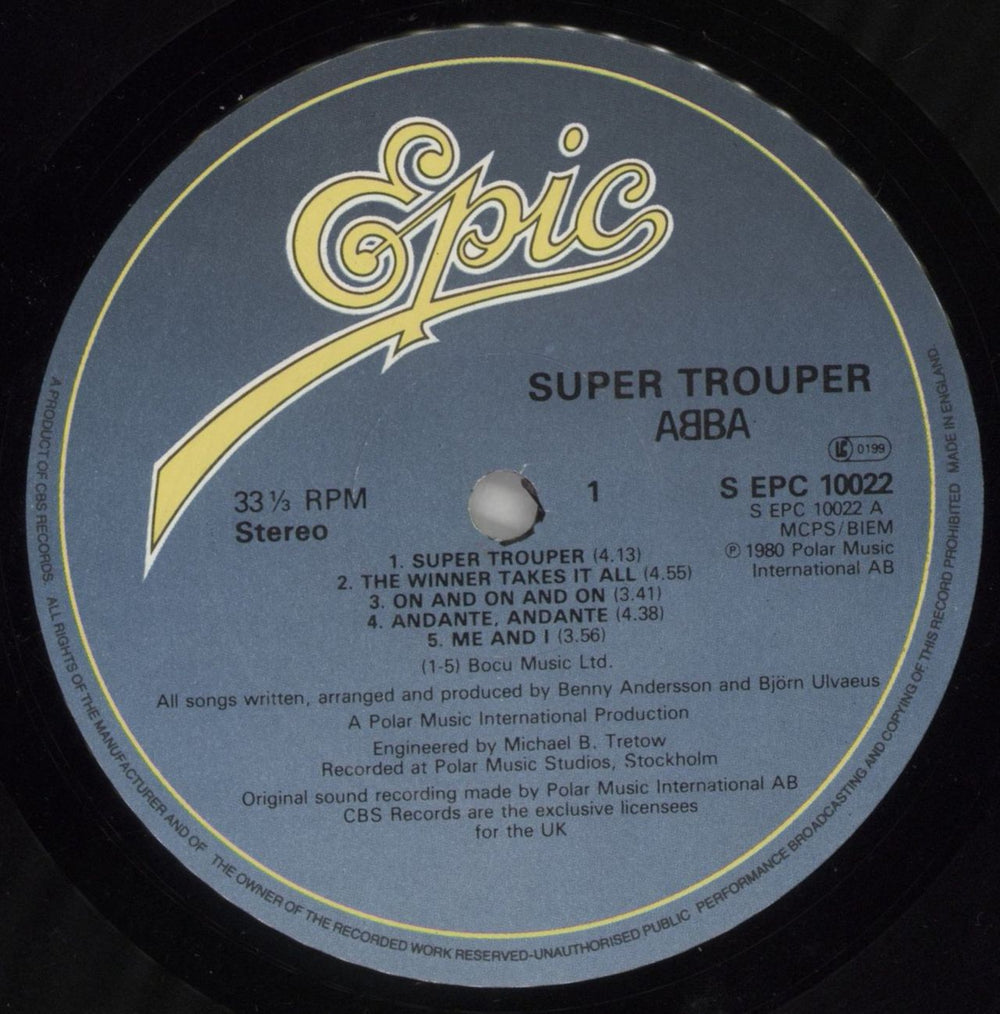 Epic
SUPER TROUPER
ABBA
LC 0199
33⅓ RPM
Stereo
1
S EPC 10022
S EPC 10022 A
MCPS/BIEM
℗ 1980 Polar Music
International AB
1. SUPER TROUPER (4.13)
2. THE WINNER TAKES IT ALL (4.55)
3. ON AND ON AND ON (3.41)
4. ANDANTE, ANDANTE (4.38)
5. ME AND I (3.56)
(1-5) Bocu Music Ltd.
All songs written, arranged and produced by Benny Andersson and Björn Ulvaeus
A Polar Music International Production
Engineered by Michael B. Tretow
Recorded at Polar Music Studios, Stockholm
Original sound recording made by Polar Music International AB
CBS Records are the exclusive licensees
for the UK
A PRODUCT OF CBS RECORDS. ALL RIGHTS OF THE MANUFACTURER AND OF THE OWNER OF THE RECORDED WORK RESERVED-UNAUTHORISED PUBLIC PERFORMANCE BROADCASTING AND COPYING OF THIS RECORD PROHIBITED MADE IN ENGLAND.